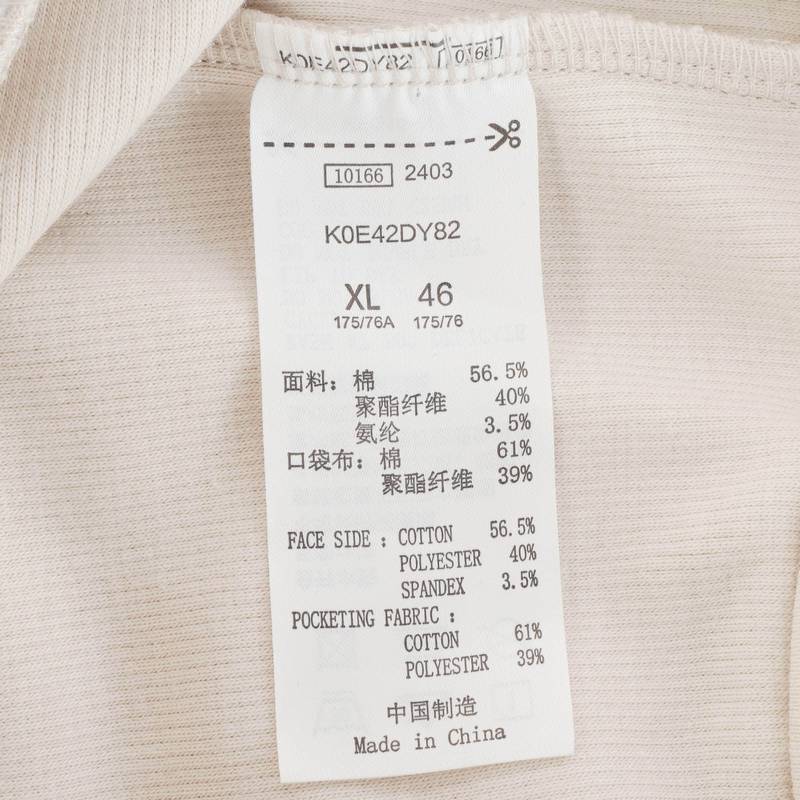 K0E42DY82 10166
10166 2403
K0E42DY82
XL 46
175/76A 175/76
面料：棉 56.5%
聚酯纤维 40%
氨纶 3.5%
口袋布：棉 61%
聚酯纤维 39%
FACE SIDE : COTTON 56.5%
POLYESTER 40%
SPANDEX 3.5%
POCKETING FABRIC :
COTTON 61%
POLYESTER 39%
中国制造
Made in China